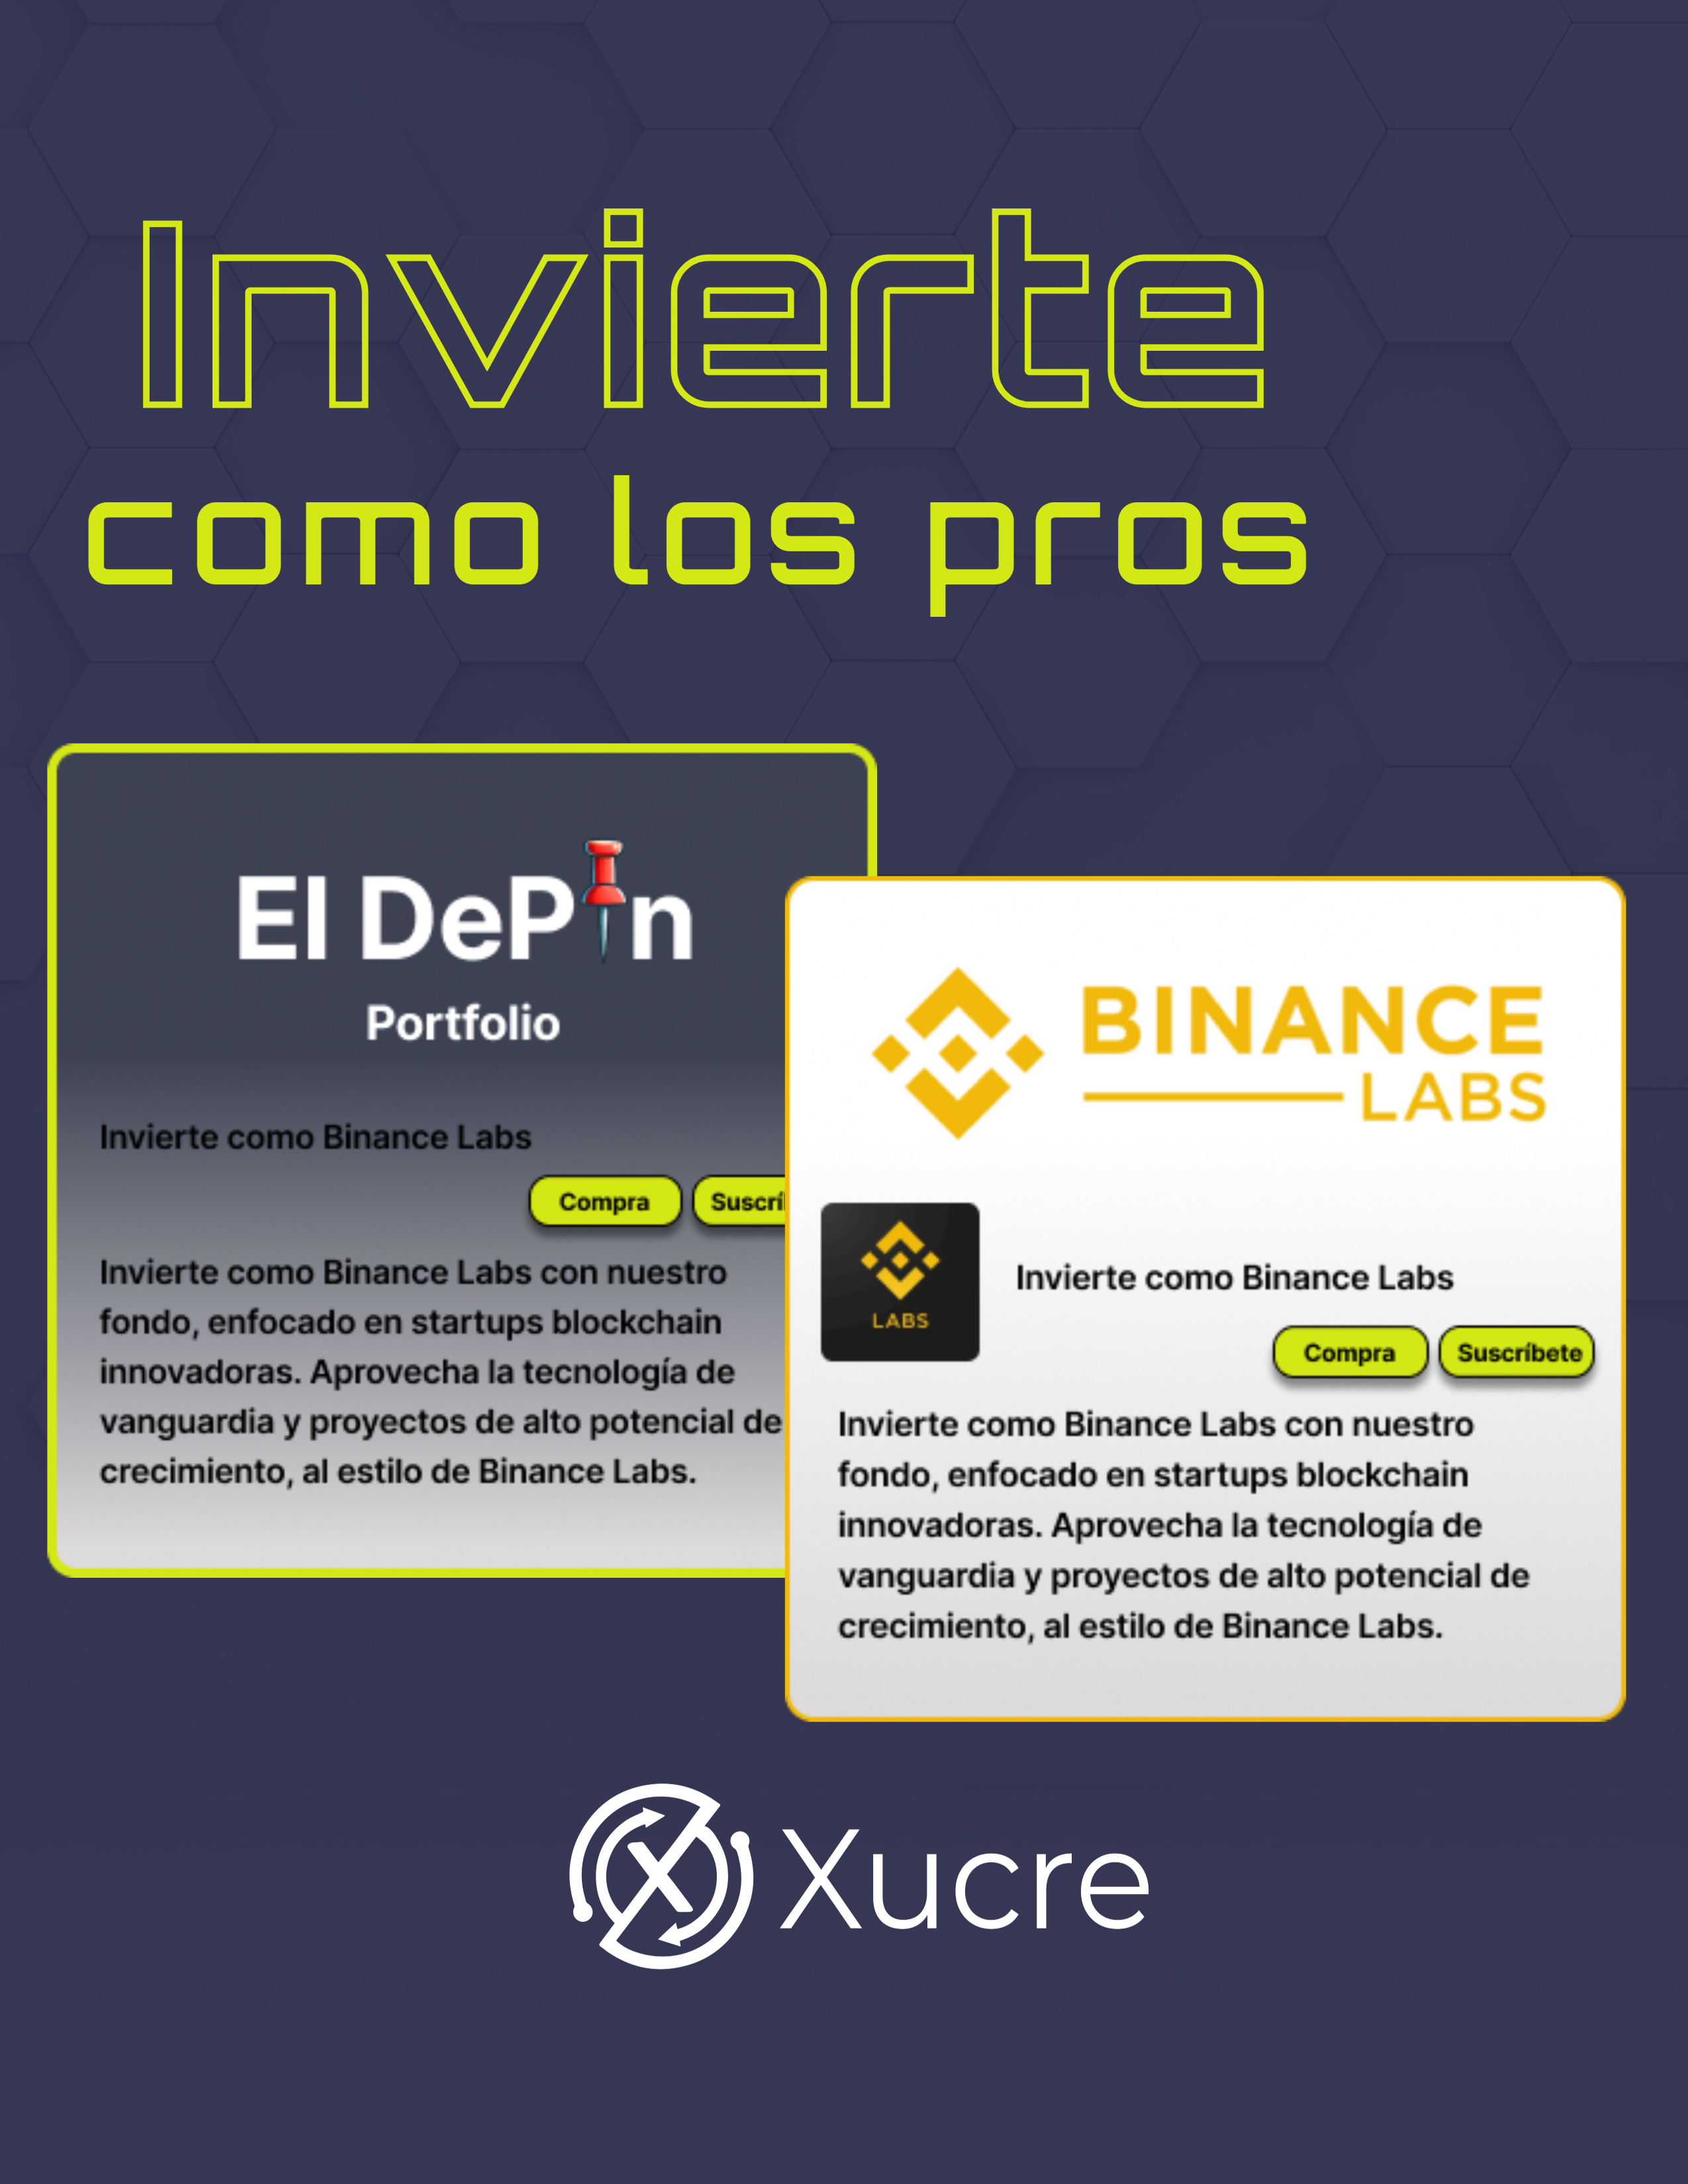 Invierte
como los pros
El DePin
Portfolio
Invierte como Binance Labs
Compra
Invierte como Binance Labs con nuestro
fondo, enfocado en startups blockchain
innovadoras. Aprovecha la tecnología de
vanguardia y proyectos de alto potencial de
crecimiento, al estilo de Binance Labs.
BINANCE
LABS
LABS
Invierte como Binance Labs
Compra Suscríbete
Invierte como Binance Labs con nuestro
fondo, enfocado en startups blockchain
innovadoras. Aprovecha la tecnología de
vanguardia y proyectos de alto potencial de
crecimiento, al estilo de Binance Labs.
X Xucre